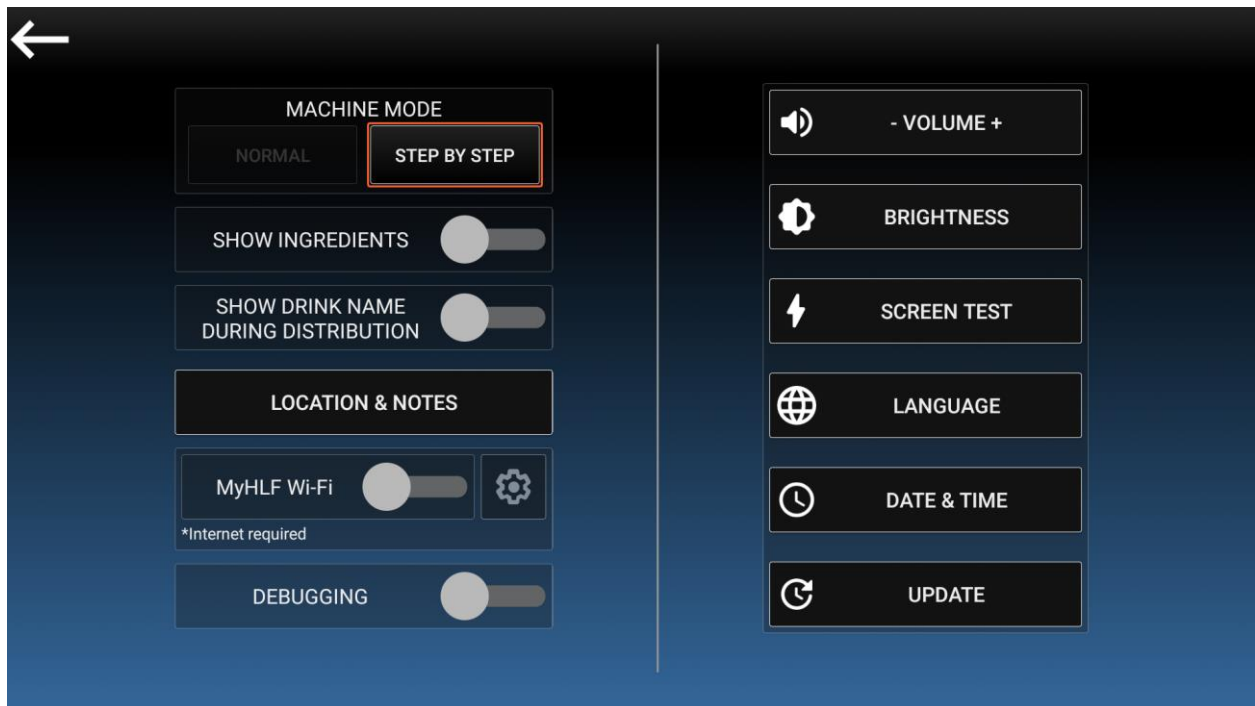 MACHINE MODE
NORMAL
STEP BY STEP
SHOW INGREDIENTS
SHOW DRINK NAME
DURING DISTRIBUTION
LOCATION & NOTES
MyHLF Wi-Fi
*Internet required
DEBUGGING
- VOLUME +
BRIGHTNESS
SCREEN TEST
LANGUAGE
DATE & TIME
UPDATE